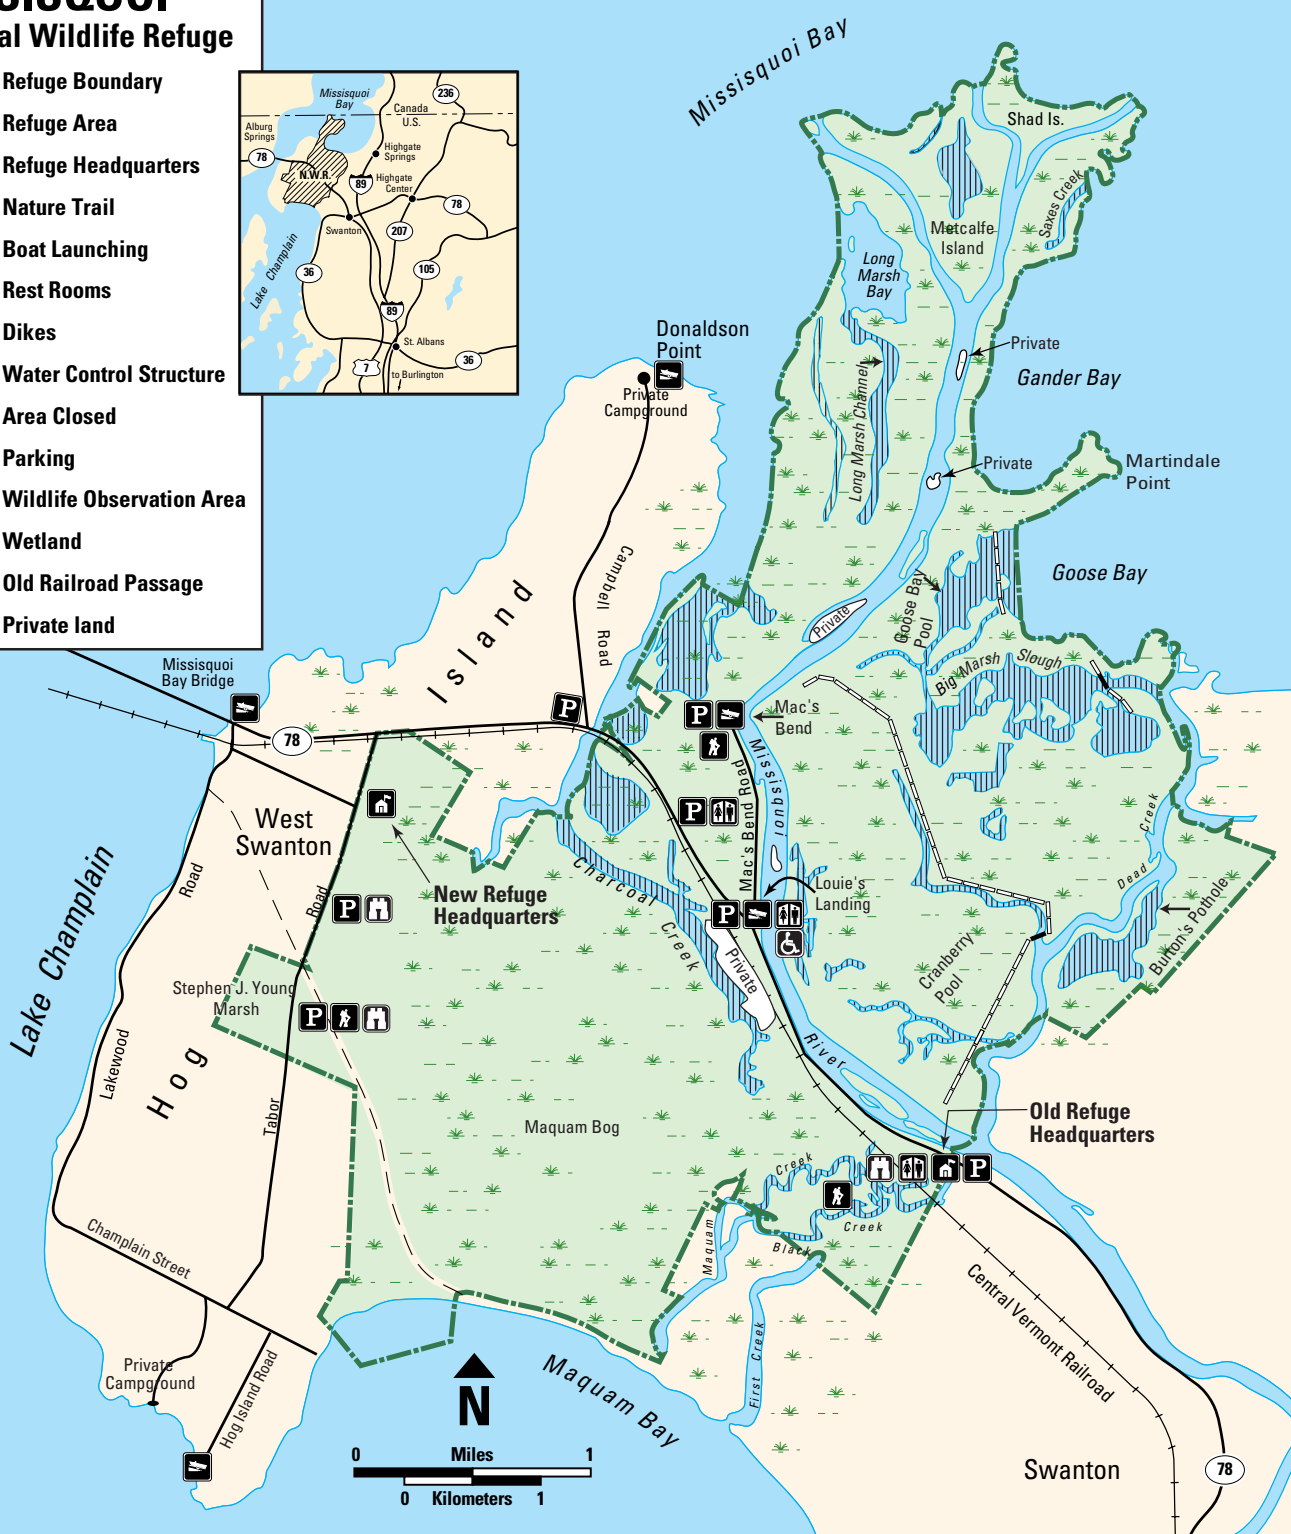 al Wildlife Refuge
Refuge Boundary
Refuge Area
Refuge Headquarters
Nature Trail
Boat Launching
Rest Rooms
Dikes
Water Control Structure
Area Closed
Parking
Wildlife Observation Area
Wetland
Old Railroad Passage
Private land
Missisquoi
Bay
Canada
U.S.
236
Alburg
Springs
78
Highgate
Springs
N.W.R.
89
Highgate
Center
78
Swanton
207
36
105
Lake Champlain
89
St. Albans
7
36
to Burlington
Missisquoi Bay
Shad Is.
Saxes Creek
Metcalfe
Island
Long
Marsh
Bay
Private
Gander Bay
Long Marsh Channel
Donaldson
Point
Private
Campground
Private
Martindale
Point
Goose Bay
Goose Bay
Pool
Private
Big Marsh Slough
Campbell Road
Island
Missisquoi
Bay Bridge
78
P
P
Mac's
Bend
Missisquoi
Mac's Bend Road
P
West
Swanton
Road
Road
New Refuge
Headquarters
P
Charcoal
Creek
P
Louie's
Landing
Private
Cranberry
Pool
Creek
Dead
Burton's Pothole
Lake Champlain
Stephen J. Young
Marsh
P
Hog
Lakewood
Tabor
Maquam Bog
River
Old Refuge
Headquarters
P
Creek
Creek
Black
Maquam
First Creek
Champlain Street
Private
Campground
Hog Island Road
N
Maquam Bay
Central Vermont Railroad
Swanton
78
0 Miles 1
0 Kilometers 1